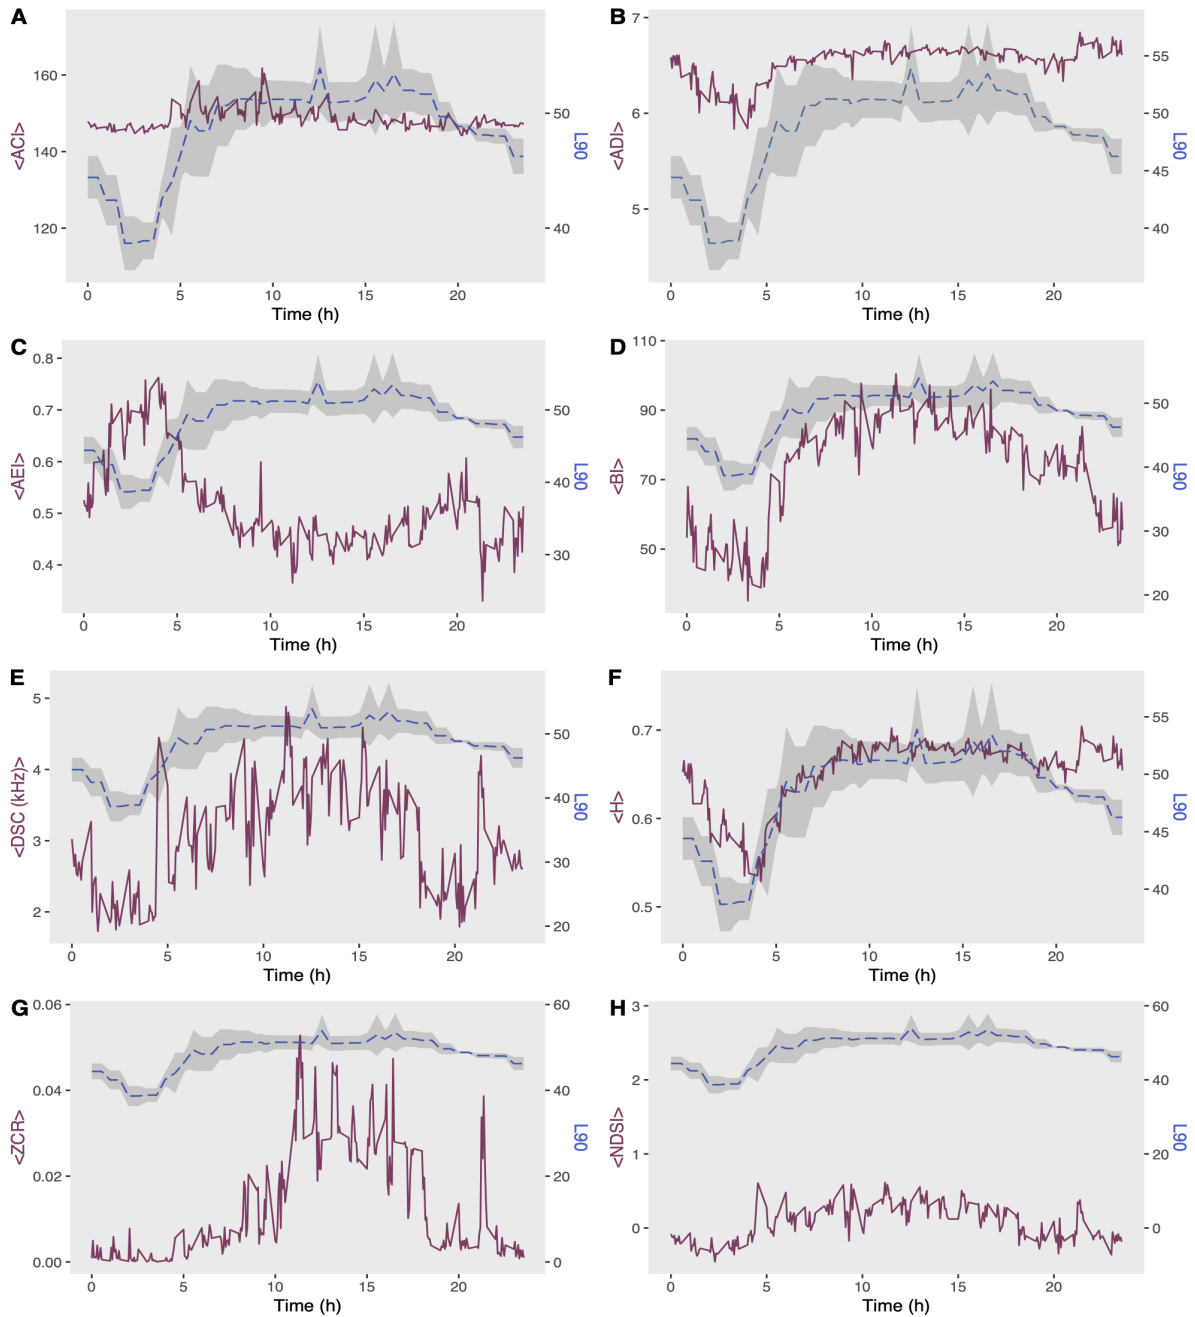 A
160
140
120
<ACI>
50
40
L90
0 5 10 15 20
Time (h)
B
7
6
5
<ADI>
55
50
45
40
L90
0 5 10 15 20
Time (h)
C
0.8
0.7
0.6
0.5
0.4
<AEI>
50
40
30
L90
0 5 10 15 20
Time (h)
D
110
90
70
50
<BI>
50
40
30
20
L90
0 5 10 15 20
Time (h)
E
5
4
3
2
<DSC (kHz)>
50
40
30
20
L90
0 5 10 15 20
Time (h)
F
0.7
0.6
0.5
<H>
55
50
45
40
L90
0 5 10 15 20
Time (h)
G
0.06
0.04
0.02
0.00
<ZCR>
60
40
20
0
L90
0 5 10 15 20
Time (h)
H
3
2
1
0
<NDSI>
60
40
20
0
L90
0 5 10 15 20
Time (h)